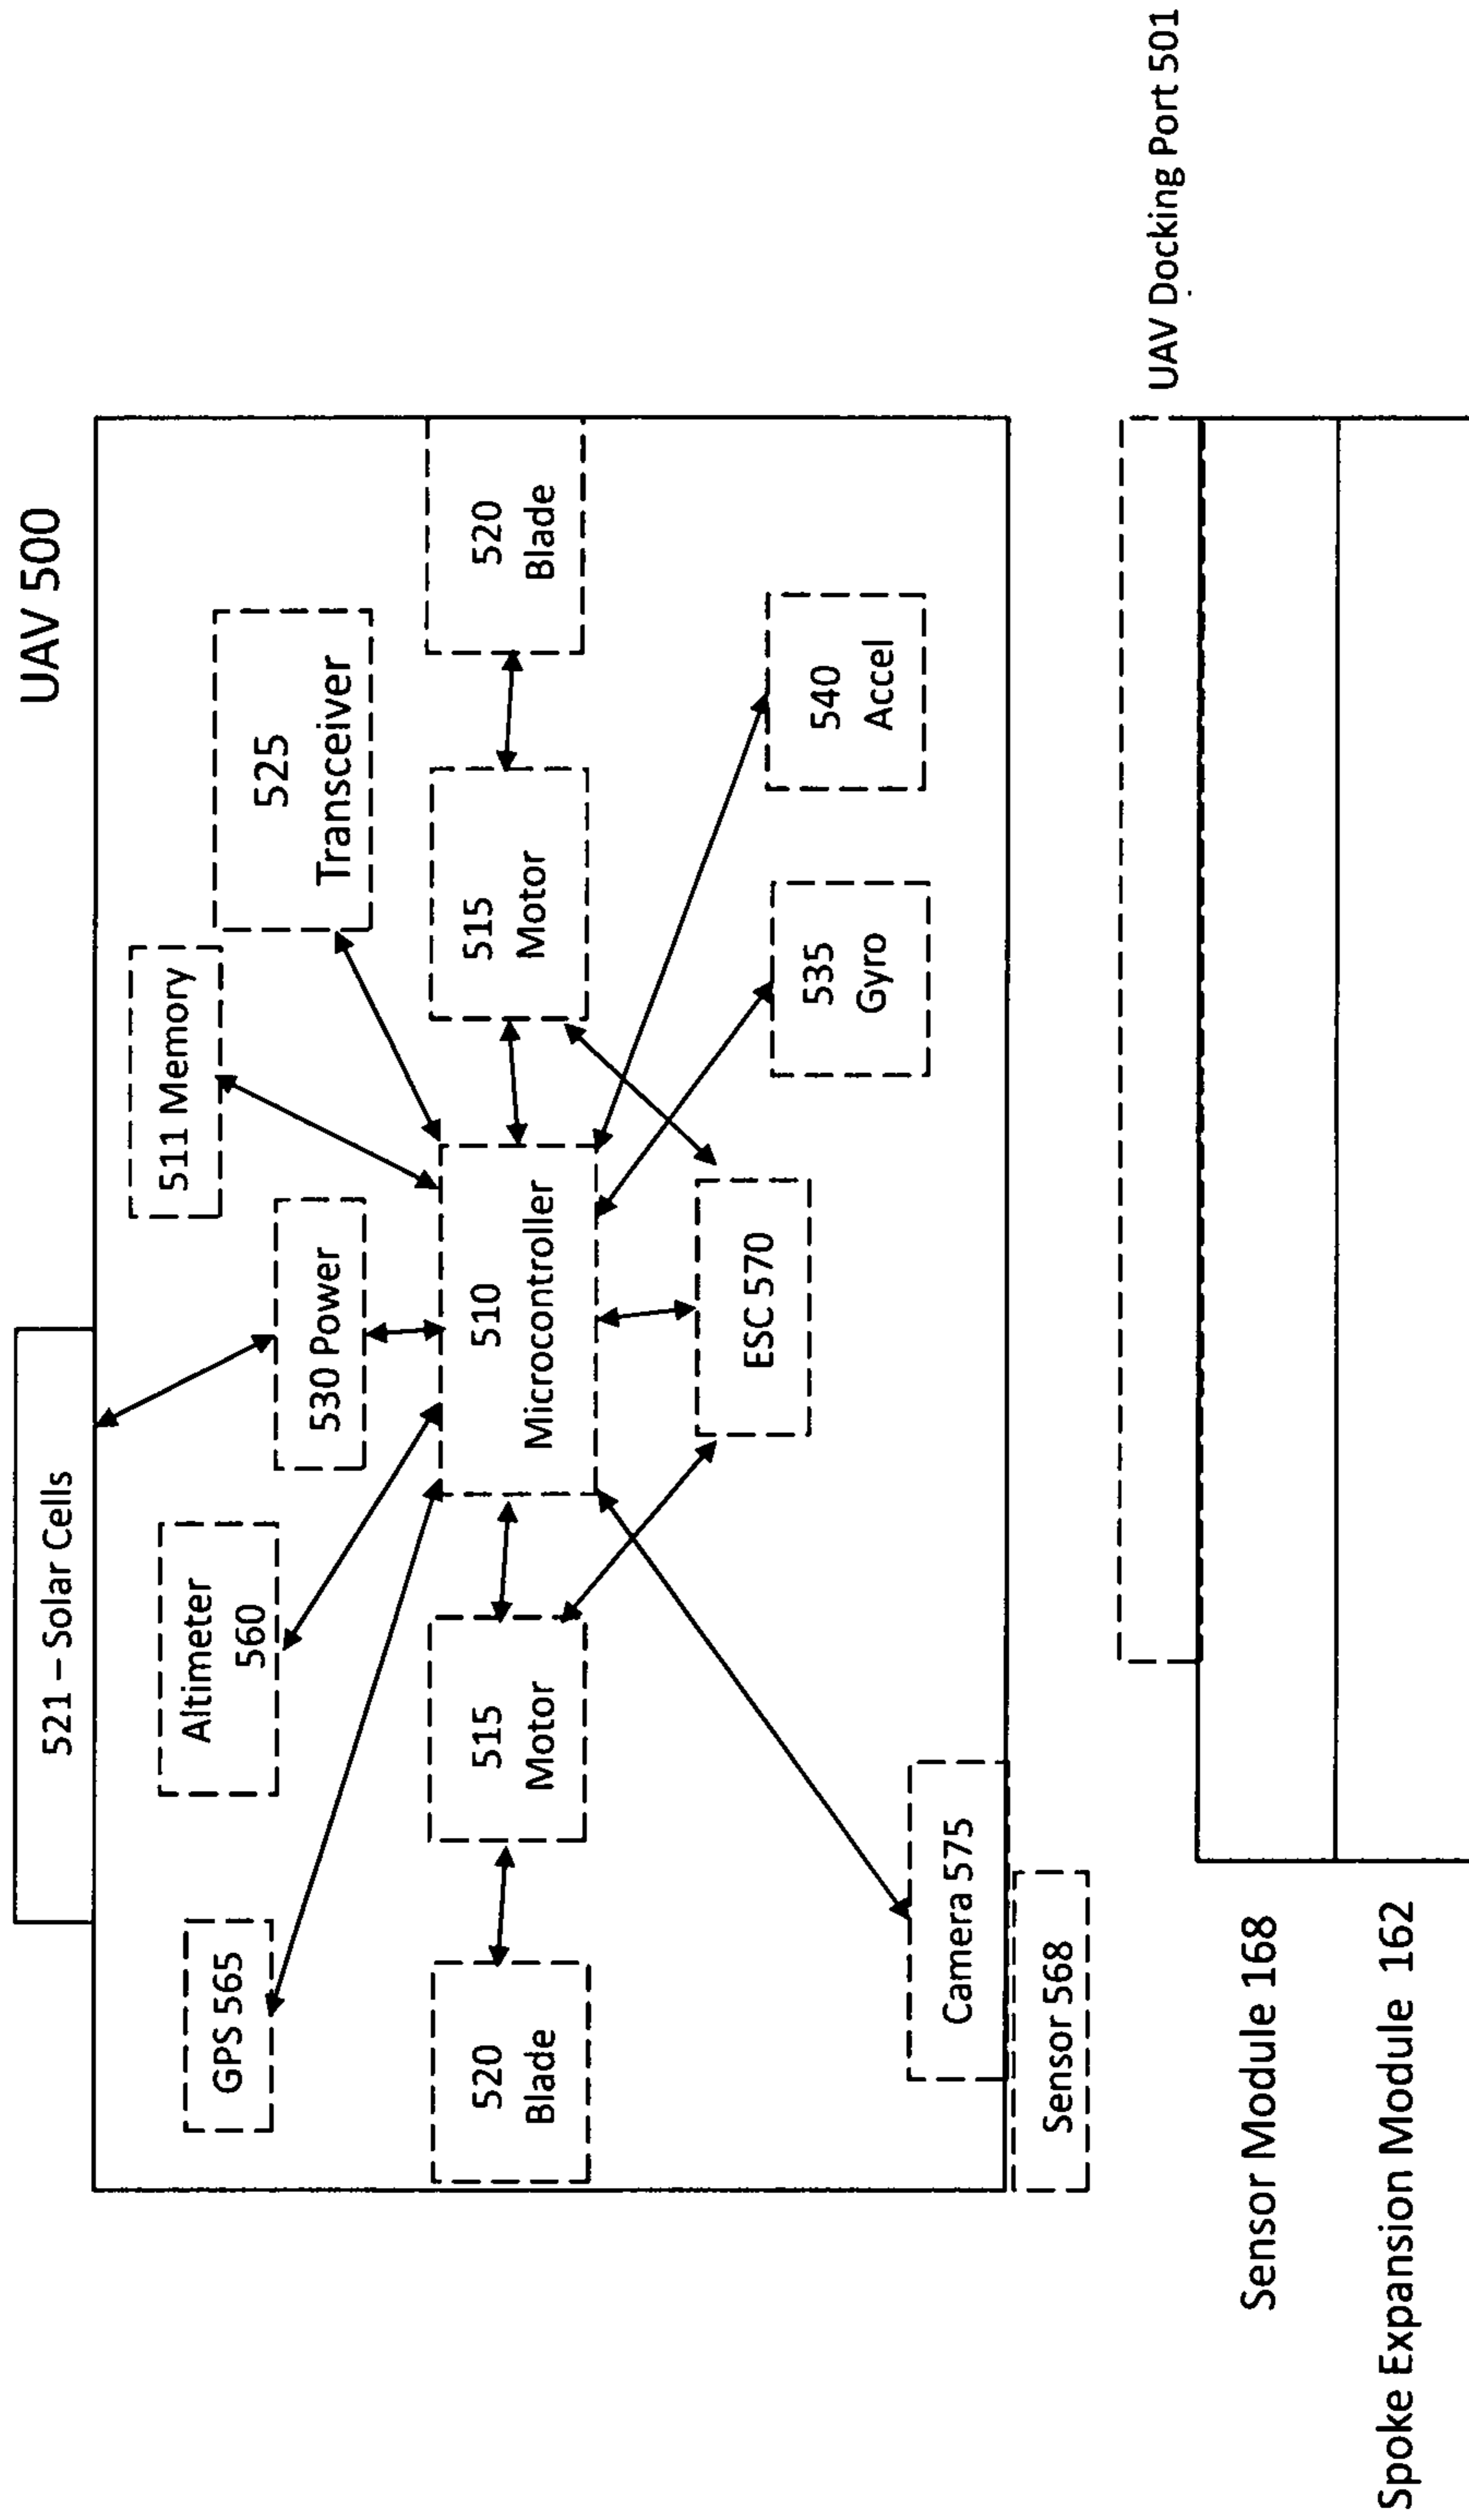 UAV 500
521 – Solar Cells
511 Memory
GPS 565
Altimeter
560
530 Power
525
Transceiver
520
Blade
515
Motor
510
Microcontroller
515
Motor
520
Blade
ESC 570
535
Gyro
540
Accel
Camera 575
Sensor 568
UAV Docking Port 501
Sensor Module 168
Spoke Expansion Module 162